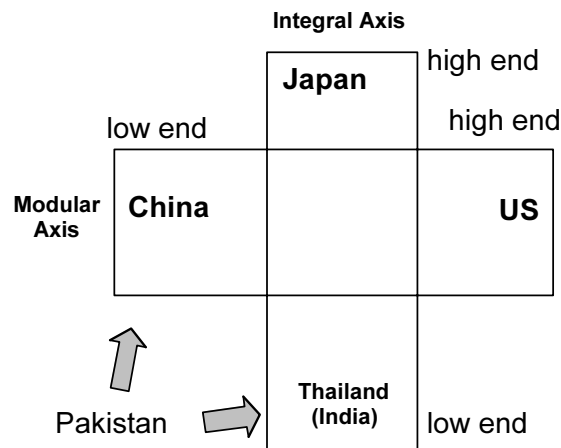 Integral Axis
Japan
high end
low end
high end
Modular
Axis
China
US
Thailand
(India)
Pakistan
low end